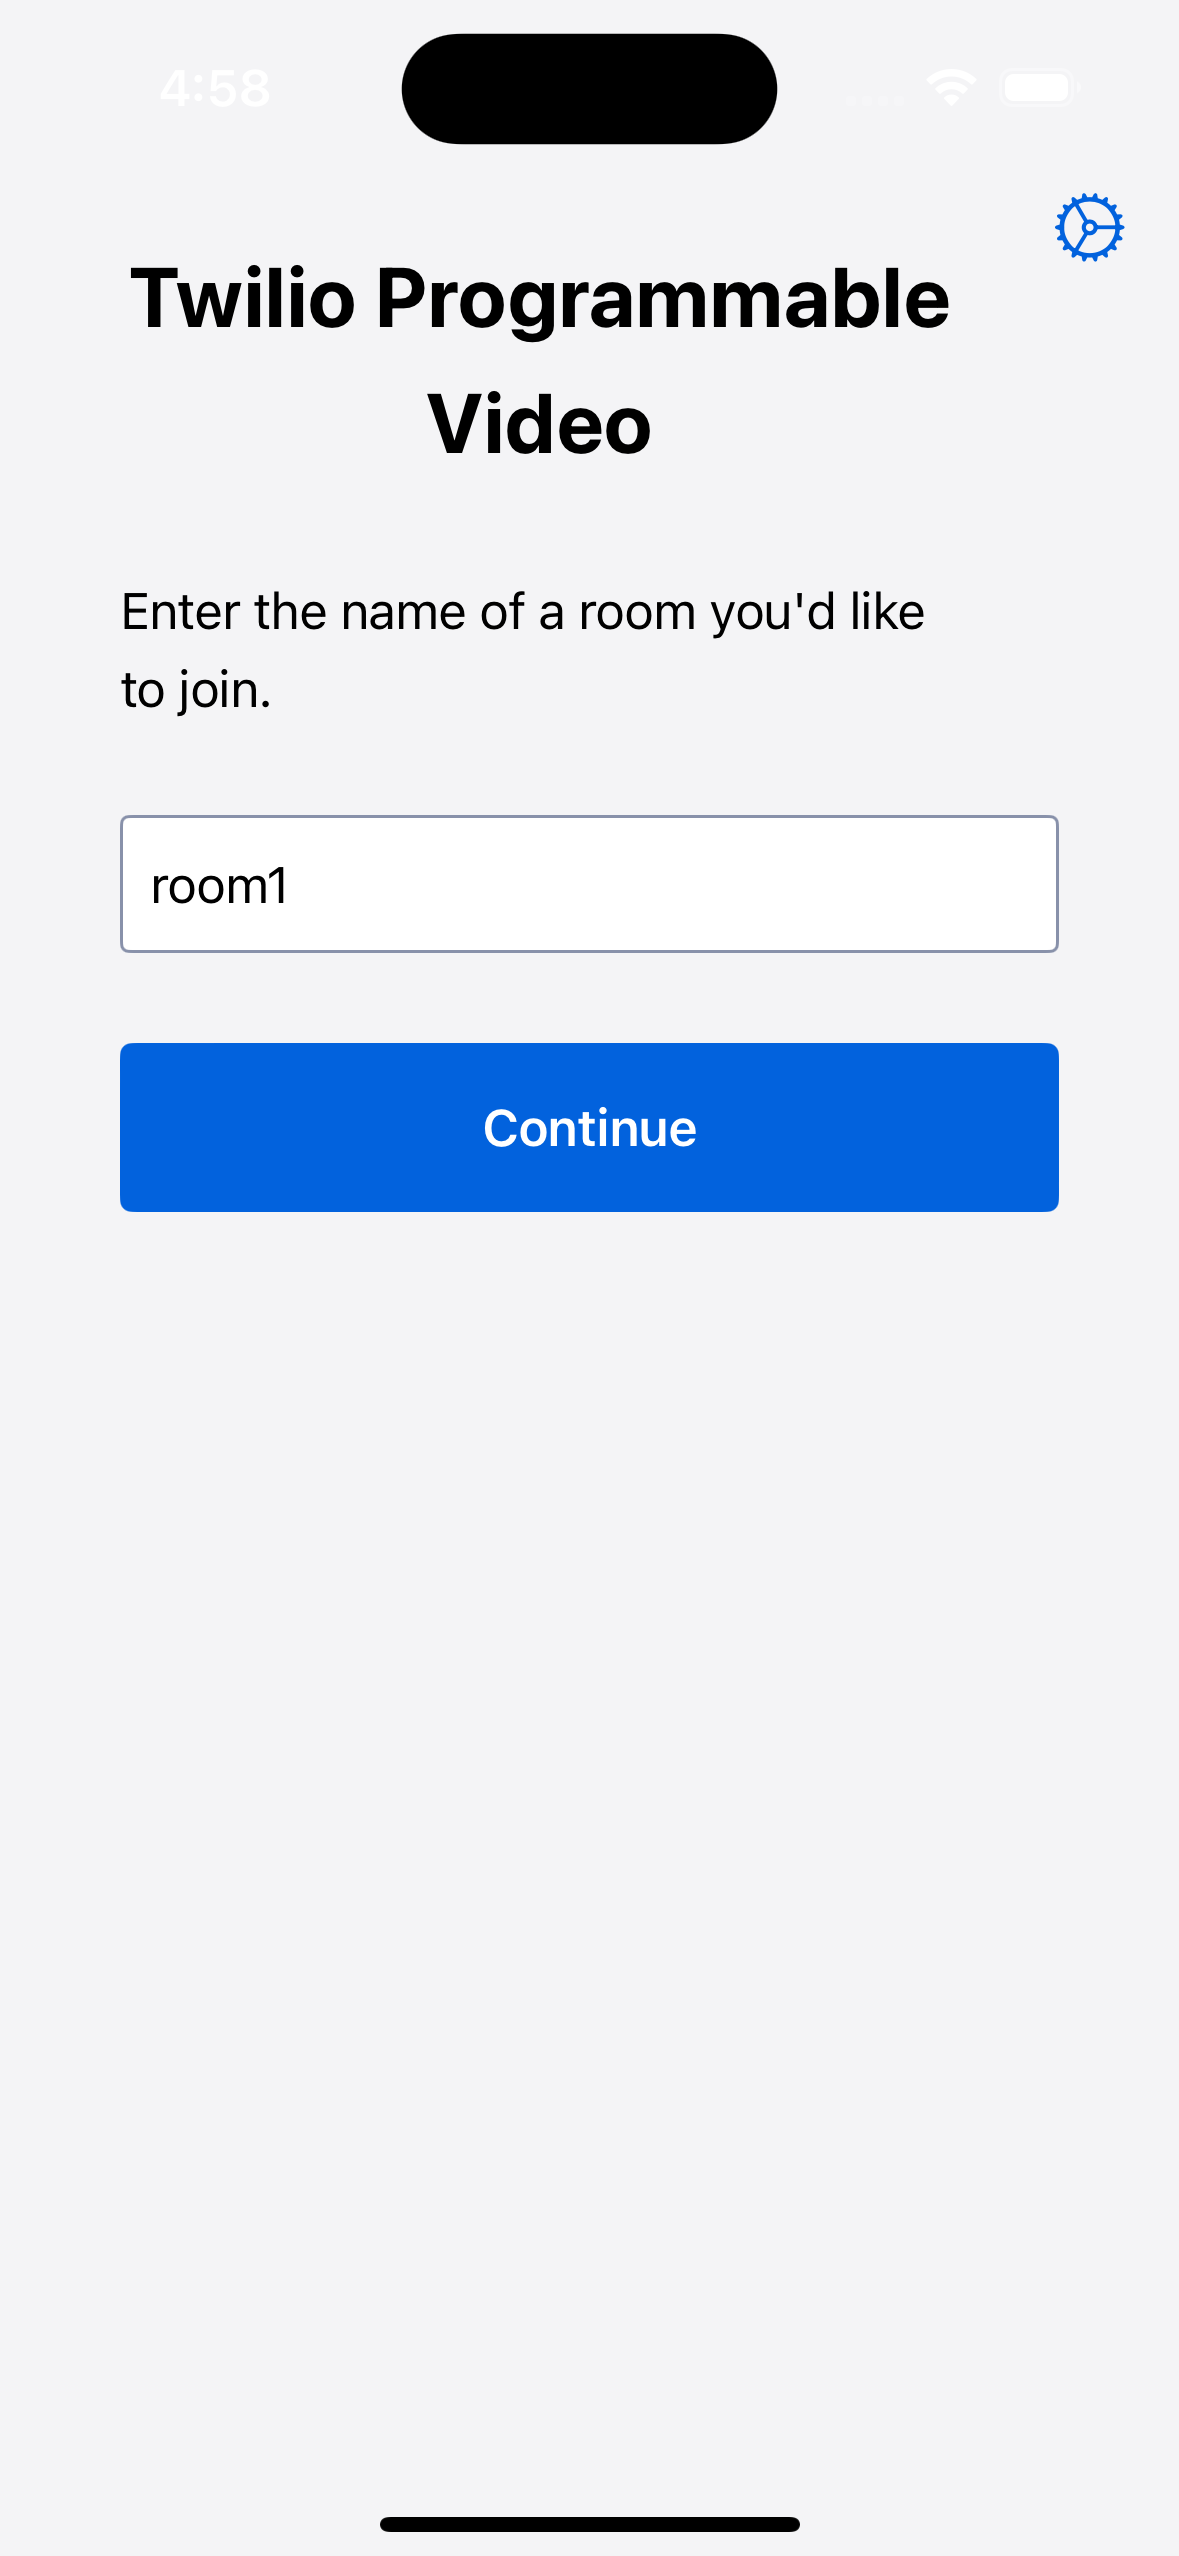 4:58
Twilio Programmable
Video
Enter the name of a room you'd like
to join.
room1
Continue